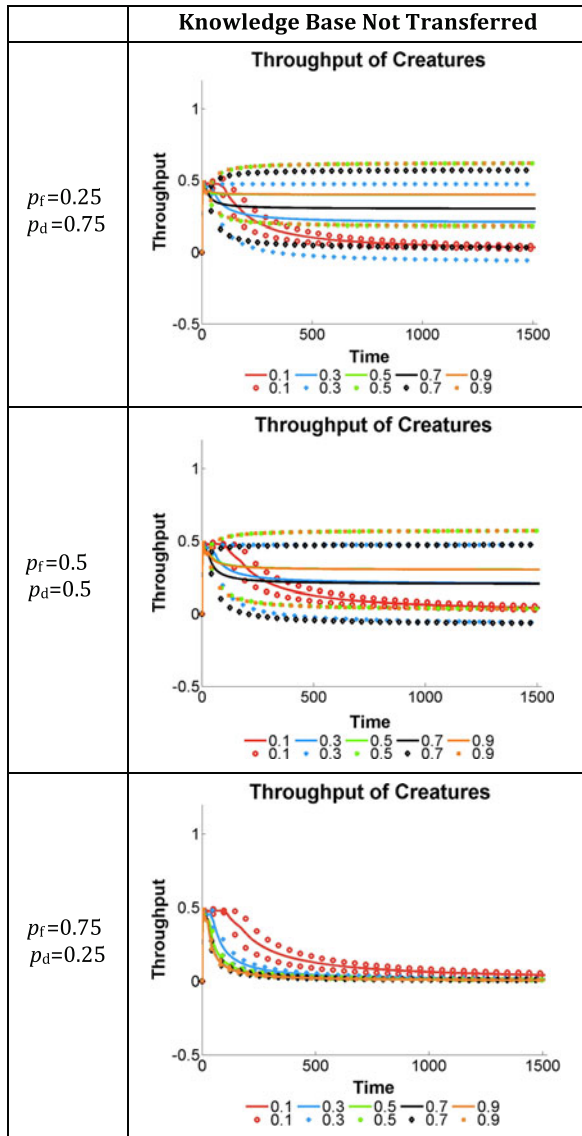 Knowledge Base Not Transferred
p_f=0.25
p_d=0.75
Throughput of Creatures
Throughput
1
0.5
0
-0.5
0 500 1000 1500
Time
0.1 0.3 0.5 0.7 0.9
0.1 0.3 0.5 0.7 0.9
p_f=0.5
p_d=0.5
Throughput of Creatures
Throughput
1
0.5
0
-0.5
0 500 1000 1500
Time
0.1 0.3 0.5 0.7 0.9
0.1 0.3 0.5 0.7 0.9
p_f=0.75
p_d=0.25
Throughput of Creatures
Throughput
1
0.5
0
-0.5
0 500 1000 1500
Time
0.1 0.3 0.5 0.7 0.9
0.1 0.3 0.5 0.7 0.9